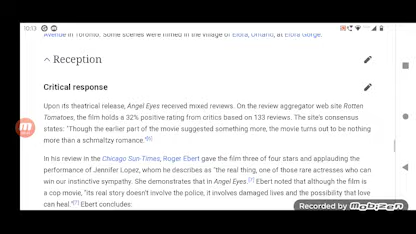 10:13
Avenue in Toronto. Some scenes were filmed in the village of Elora, Ontario, at Elora Gorge.
Reception
Critical response
Upon its theatrical release, Angel Eyes received mixed reviews. On the review aggregator web site Rotten
Tomatoes, the film holds a 32% positive rating from critics based on 133 reviews. The site's consensus
states: "Though the earlier part of the movie suggested something more, the movie turns out to be nothing
more than a schmaltzy romance."[6]
In his review in the Chicago Sun-Times, Roger Ebert gave the film three of four stars and applauding the
performance of Jennifer Lopez, whom he describes as "the real thing, one of those rare actresses who can
win our instinctive sympathy. She demonstrates that in Angel Eyes.[7] Ebert noted that although the film is
a cop movie, "its real story doesn't involve the police, it involves damaged lives and the possibility that love
can heal."[7] Ebert concludes:
Recorded by mobizen